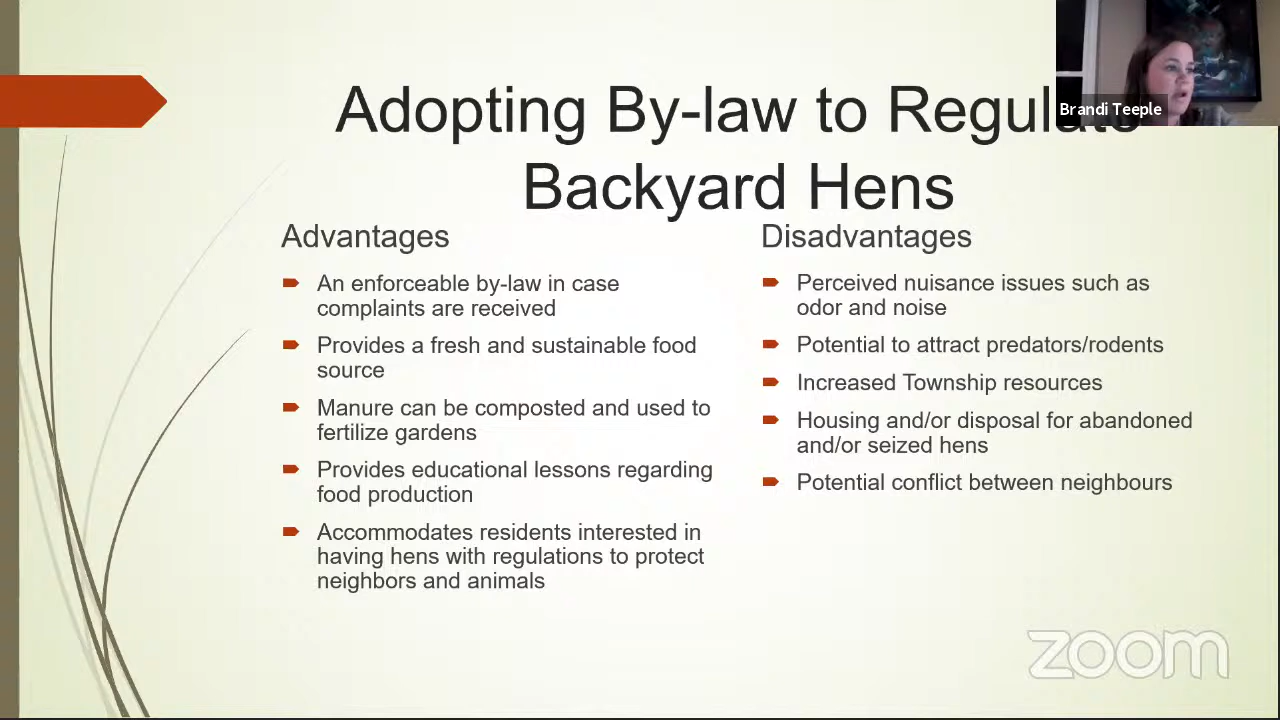 Adopting By-law to Regulate
Backyard Hens
Brandi Teeple
Advantages
An enforceable by-law in case
complaints are received
Provides a fresh and sustainable food
source
Manure can be composted and used to
fertilize gardens
Provides educational lessons regarding
food production
Accommodates residents interested in
having hens with regulations to protect
neighbors and animals
Disadvantages
Perceived nuisance issues such as
odor and noise
Potential to attract predators/rodents
Increased Township resources
Housing and/or disposal for abandoned
and/or seized hens
Potential conflict between neighbours
zoom